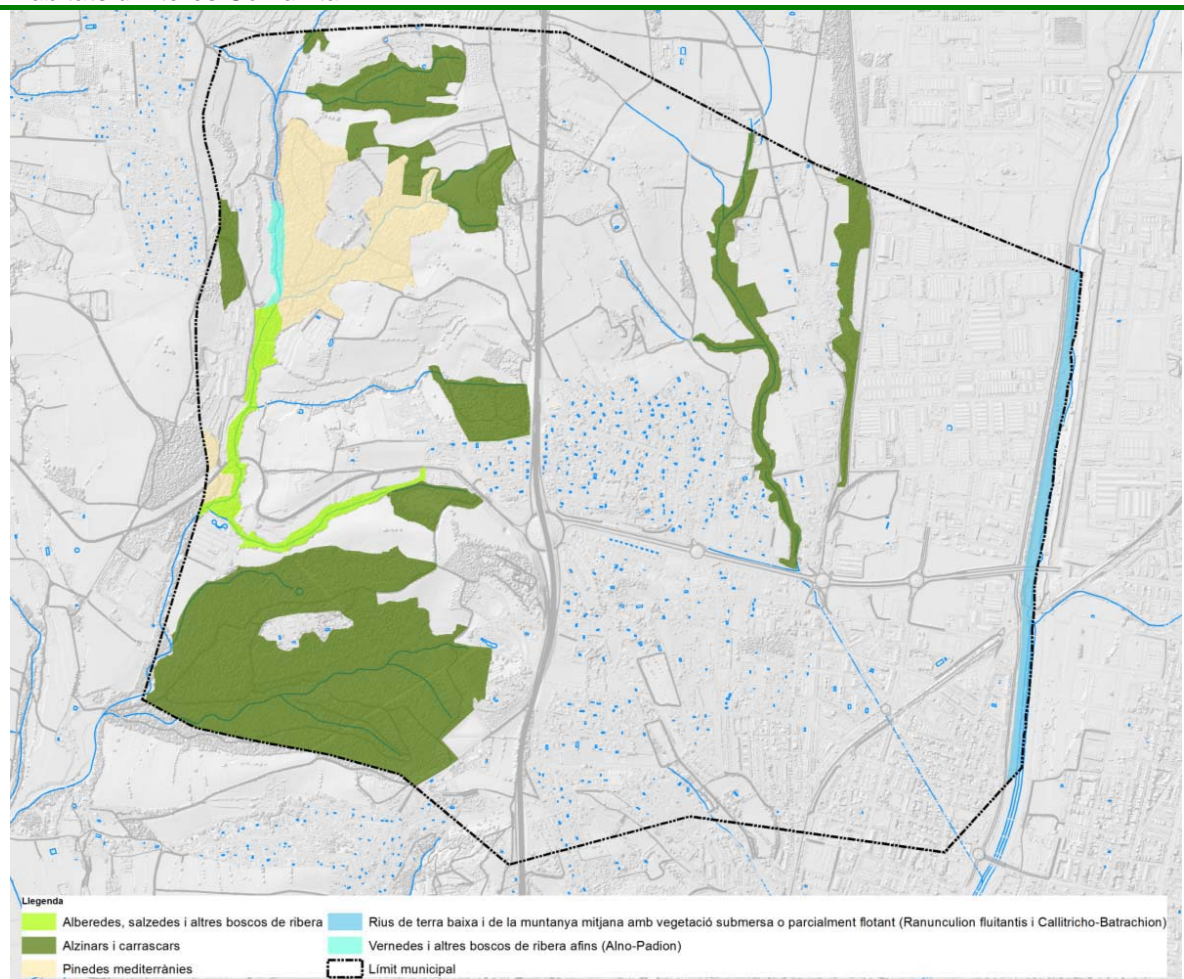 Llegenda
Alberedes, salzedes i altres boscos de ribera
Alzinars i carrascars
Pinedes mediterrànies
Rius de terra baixa i de la muntanya mitjana amb vegetació submersa o parcialment flotant (Ranunculion fluitantis i Callitricho-Batrachion)
Vernedes i altres boscos de ribera afins (Alno-Padion)
Límit municipal